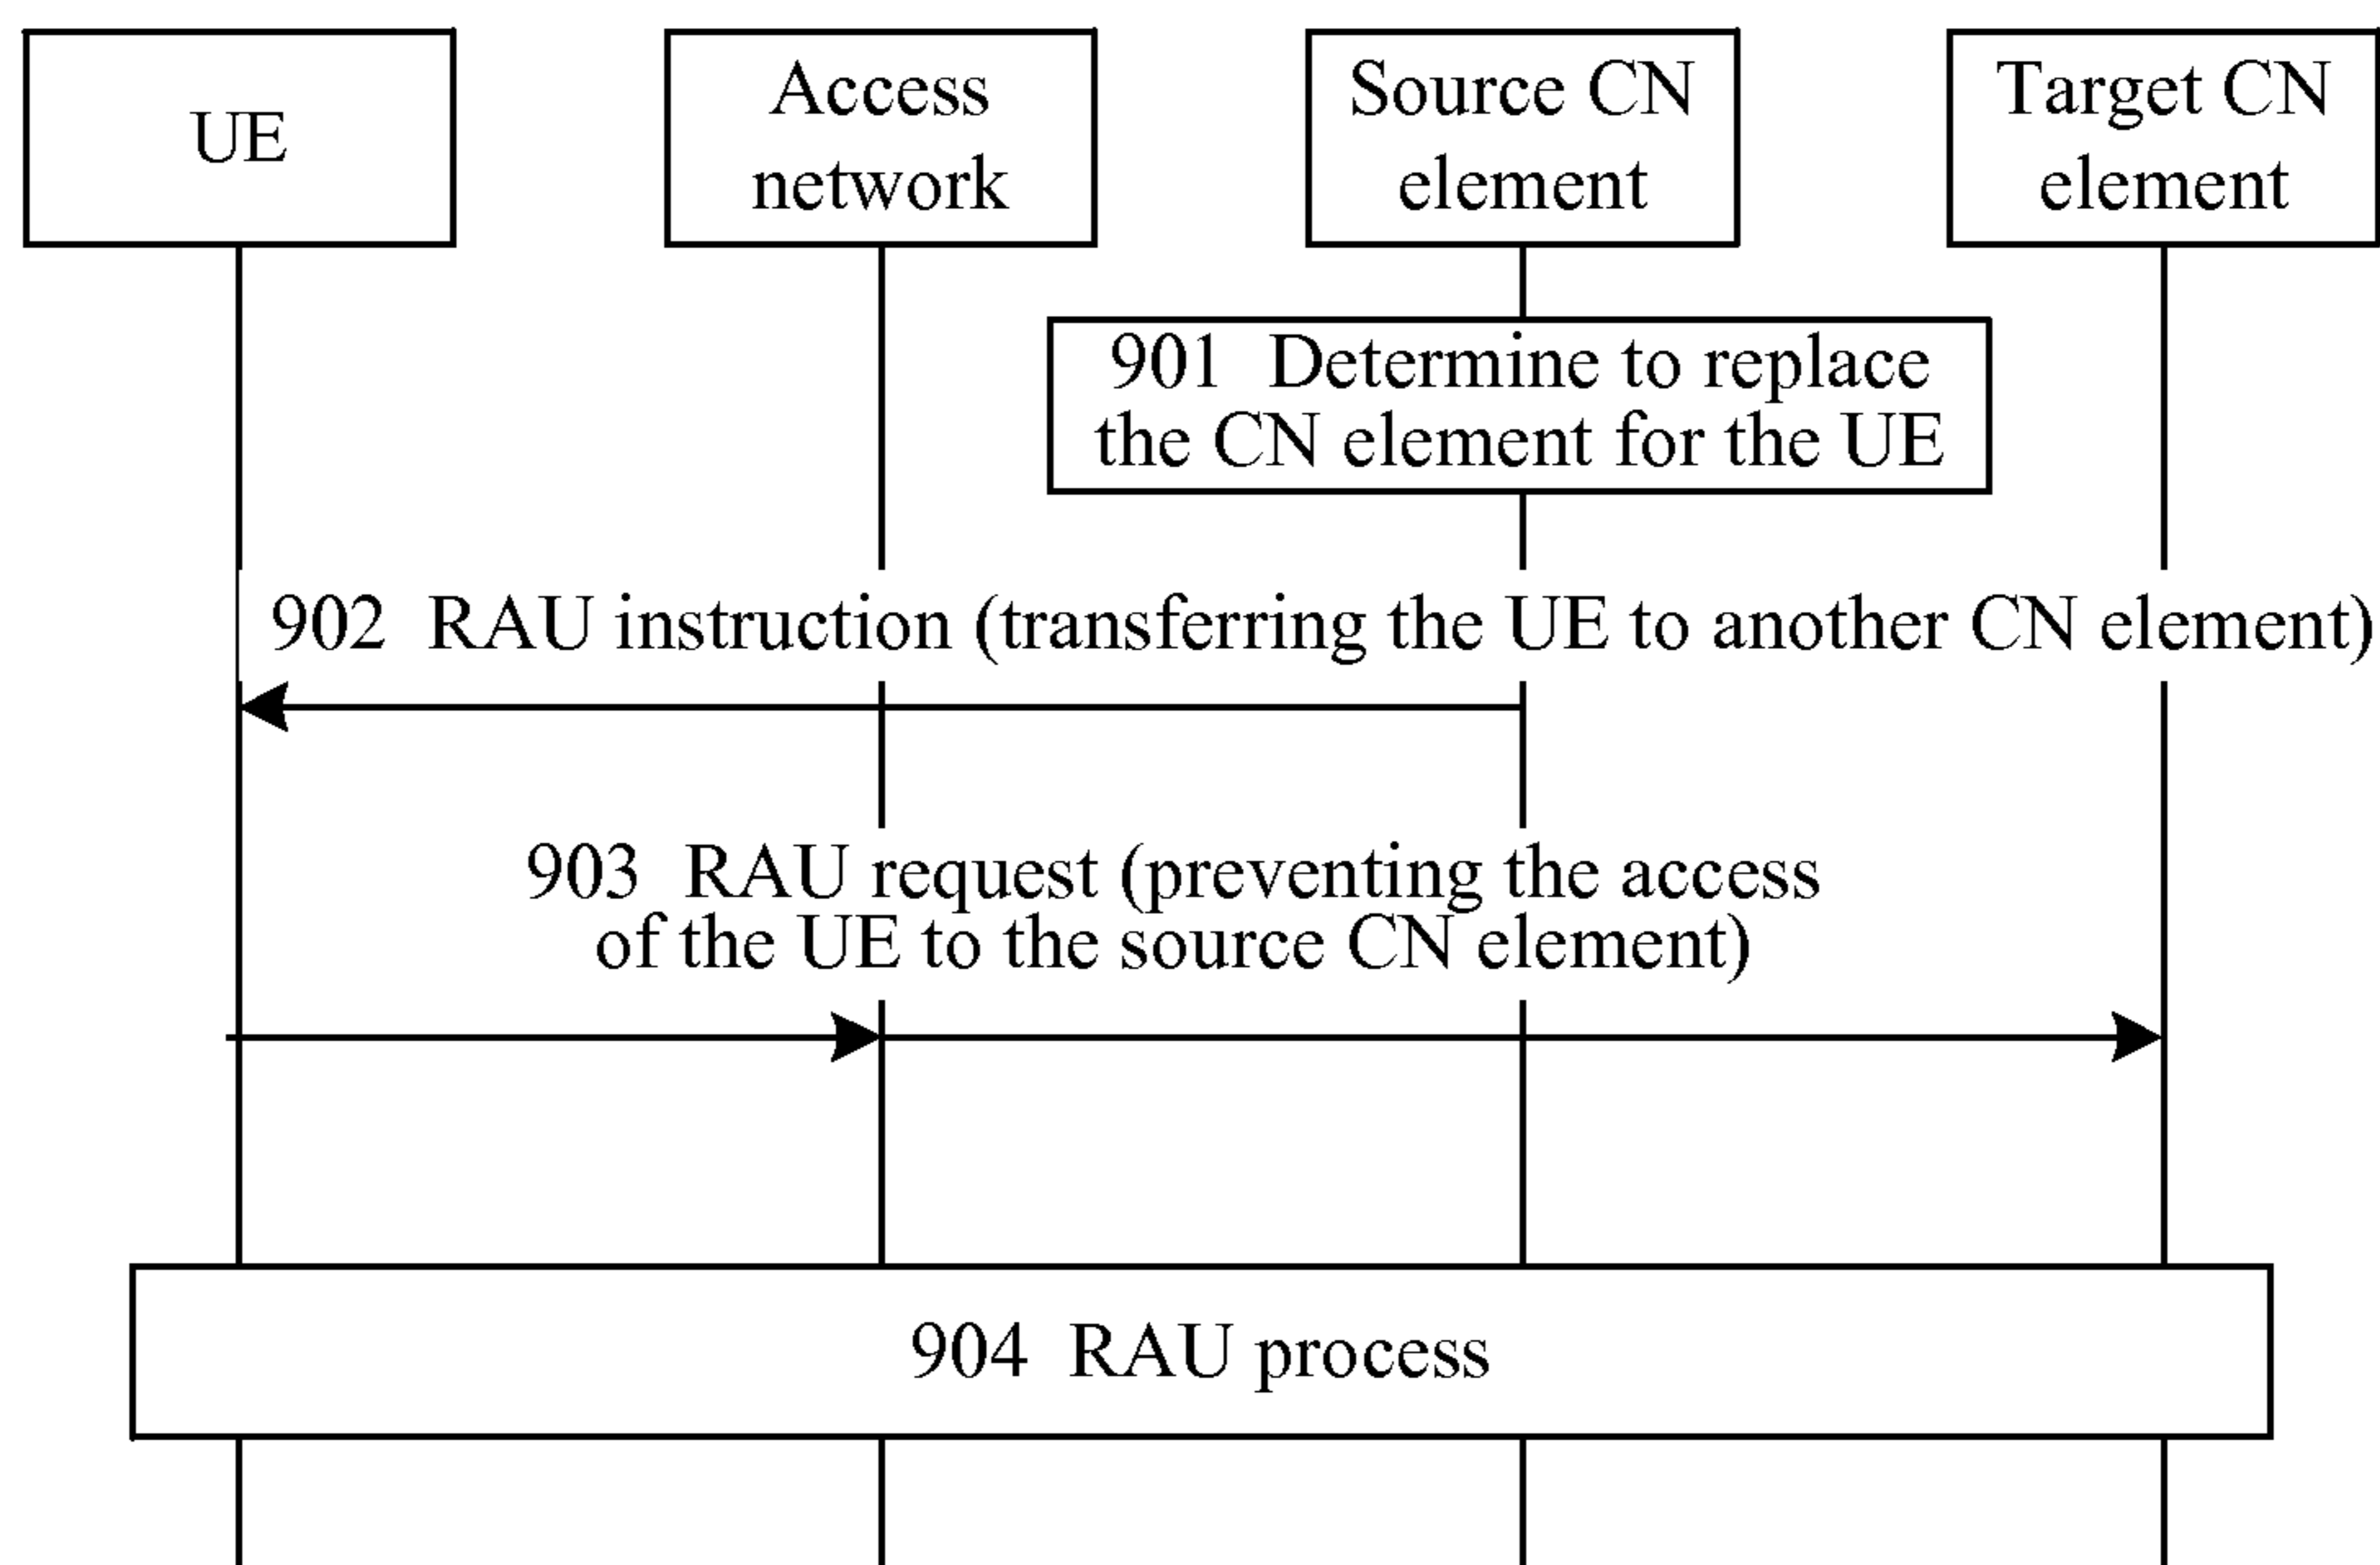 UE
Access
network
Source CN
element
Target CN
element
901 Determine to replace
the CN element for the UE
902 RAU instruction (transferring the UE to another CN element)
903 RAU request (preventing the access
of the UE to the source CN element)
904 RAU process